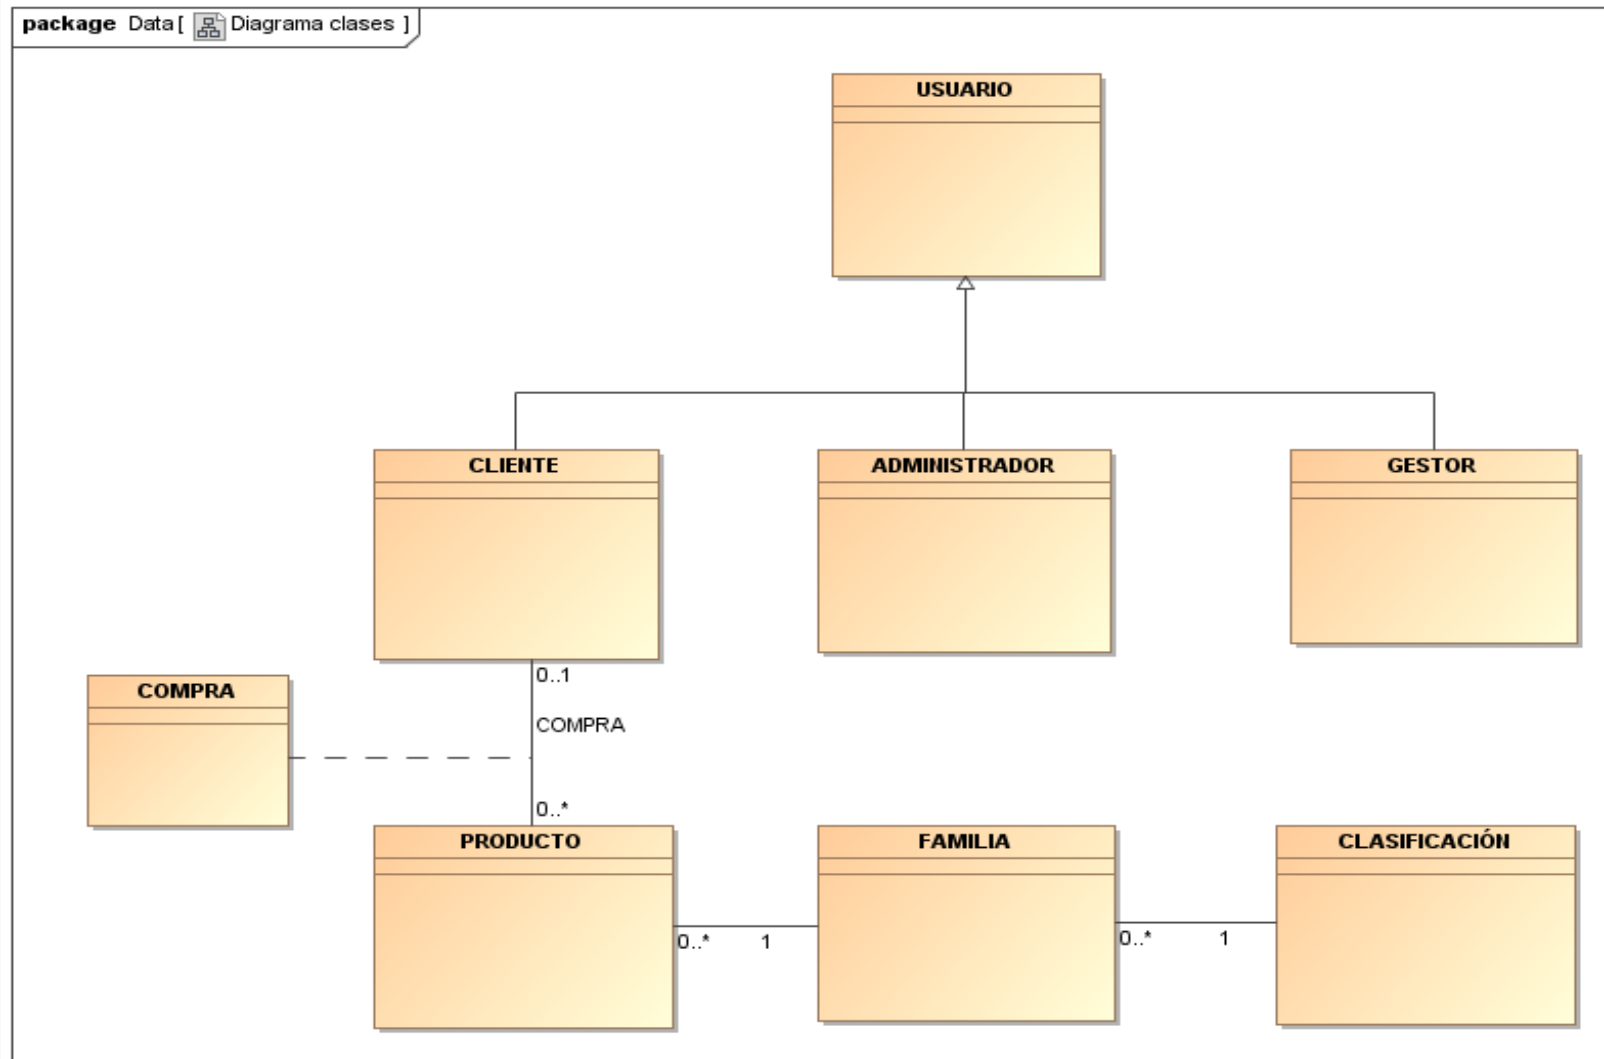 package Data [ Diagrama clases ]
USUARIO
CLIENTE
ADMINISTRADOR
GESTOR
0..1
COMPRA
COMPRA
0..*
PRODUCTO
FAMILIA
CLASIFICACIÓN
0..* 1
0..* 1